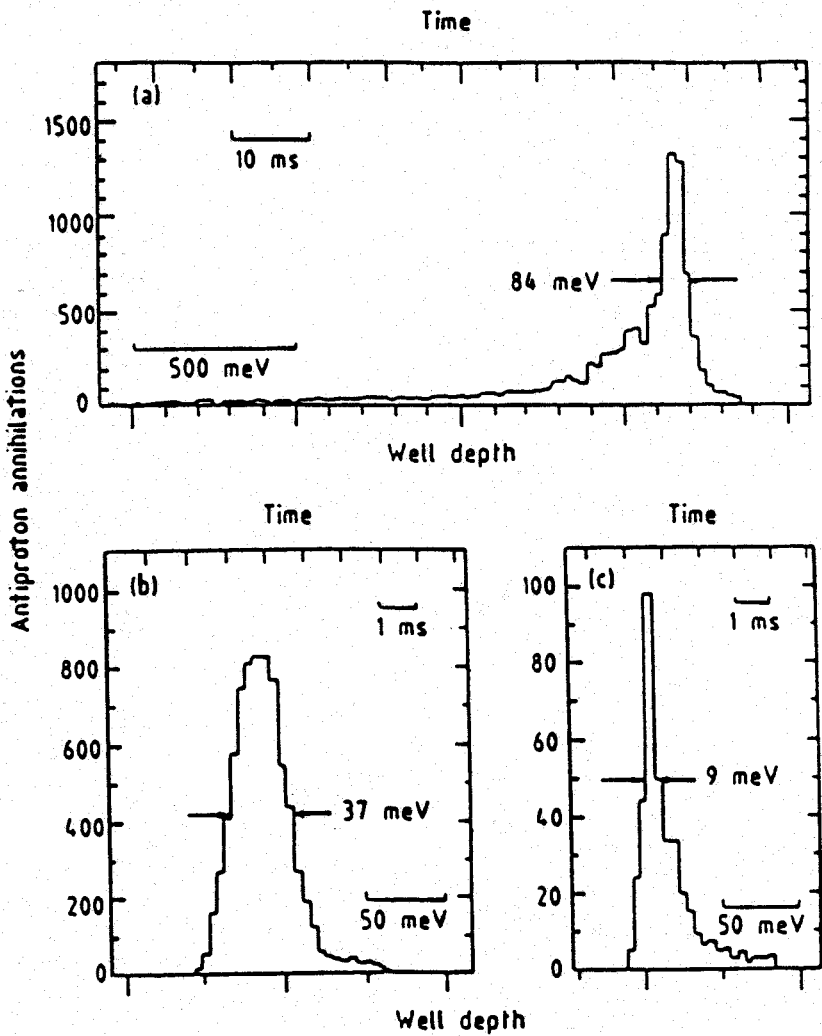 Time
(a)
1500
10 ms
1000
84 meV
500
500 meV
0
Well depth
Antiproton annihilations
Time
(b)
1000
1 ms
800
600
37 meV
400
200
50 meV
0
Time
(c)
100
1 ms
80
60
9 meV
40
20
50 meV
0
Well depth